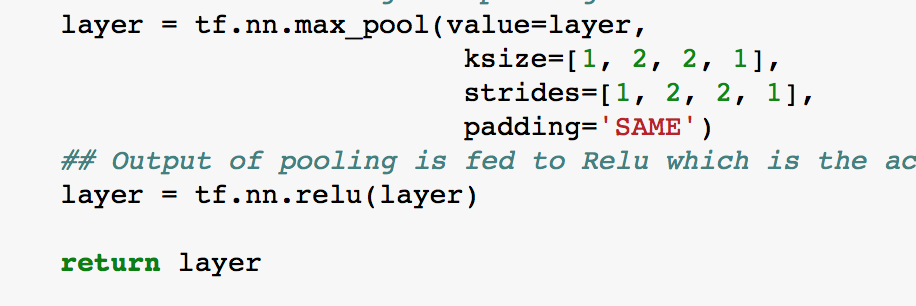 layer = tf.nn.max_pool(value=layer,
ksize=[1, 2, 2, 1],
strides=[1, 2, 2, 1],
padding='SAME')
## Output of pooling is fed to Relu which is the
layer = tf.nn.relu(layer)
return layer